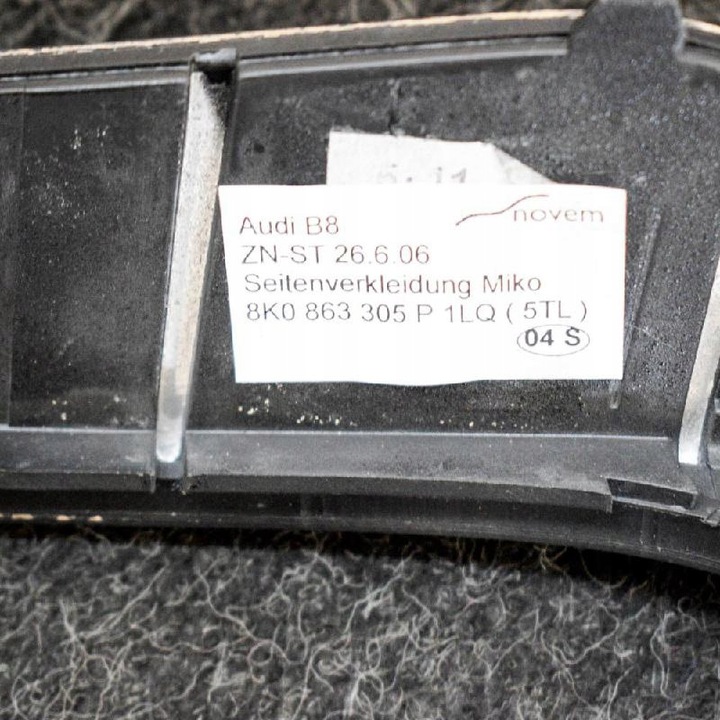 novem
Audi B8
ZN-ST 26.6.06
Seitenverkleidung Miko
8K0 863 305 P 1LQ ( 5TL )
04 S